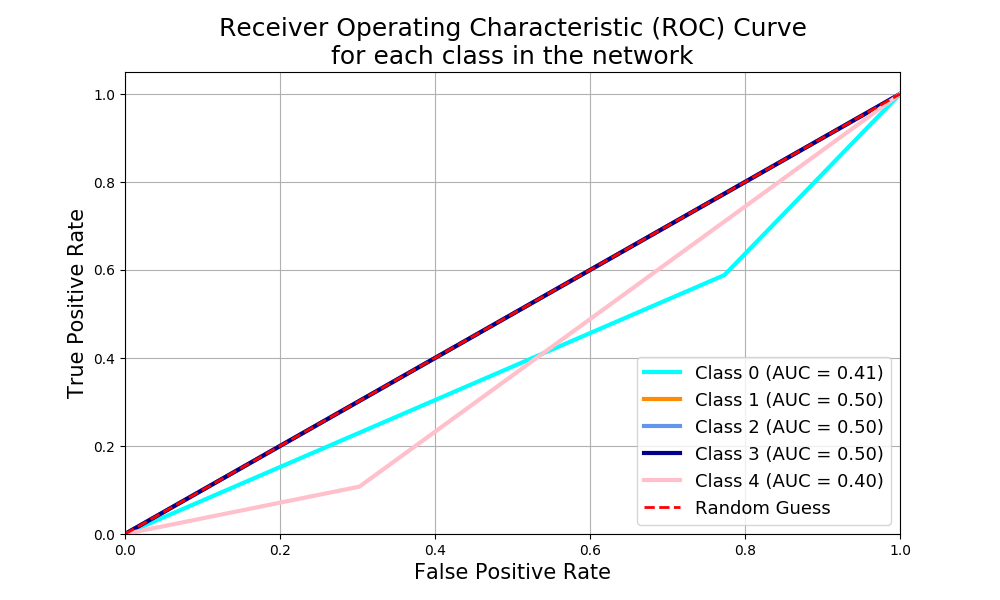 Receiver Operating Characteristic (ROC) Curve
for each class in the network
True Positive Rate
1.0
0.8
0.6
0.4
0.2
0.0
0.0 0.2 0.4 0.6 0.8 1.0
False Positive Rate
Class 0 (AUC = 0.41)
Class 1 (AUC = 0.50)
Class 2 (AUC = 0.50)
Class 3 (AUC = 0.50)
Class 4 (AUC = 0.40)
Random Guess